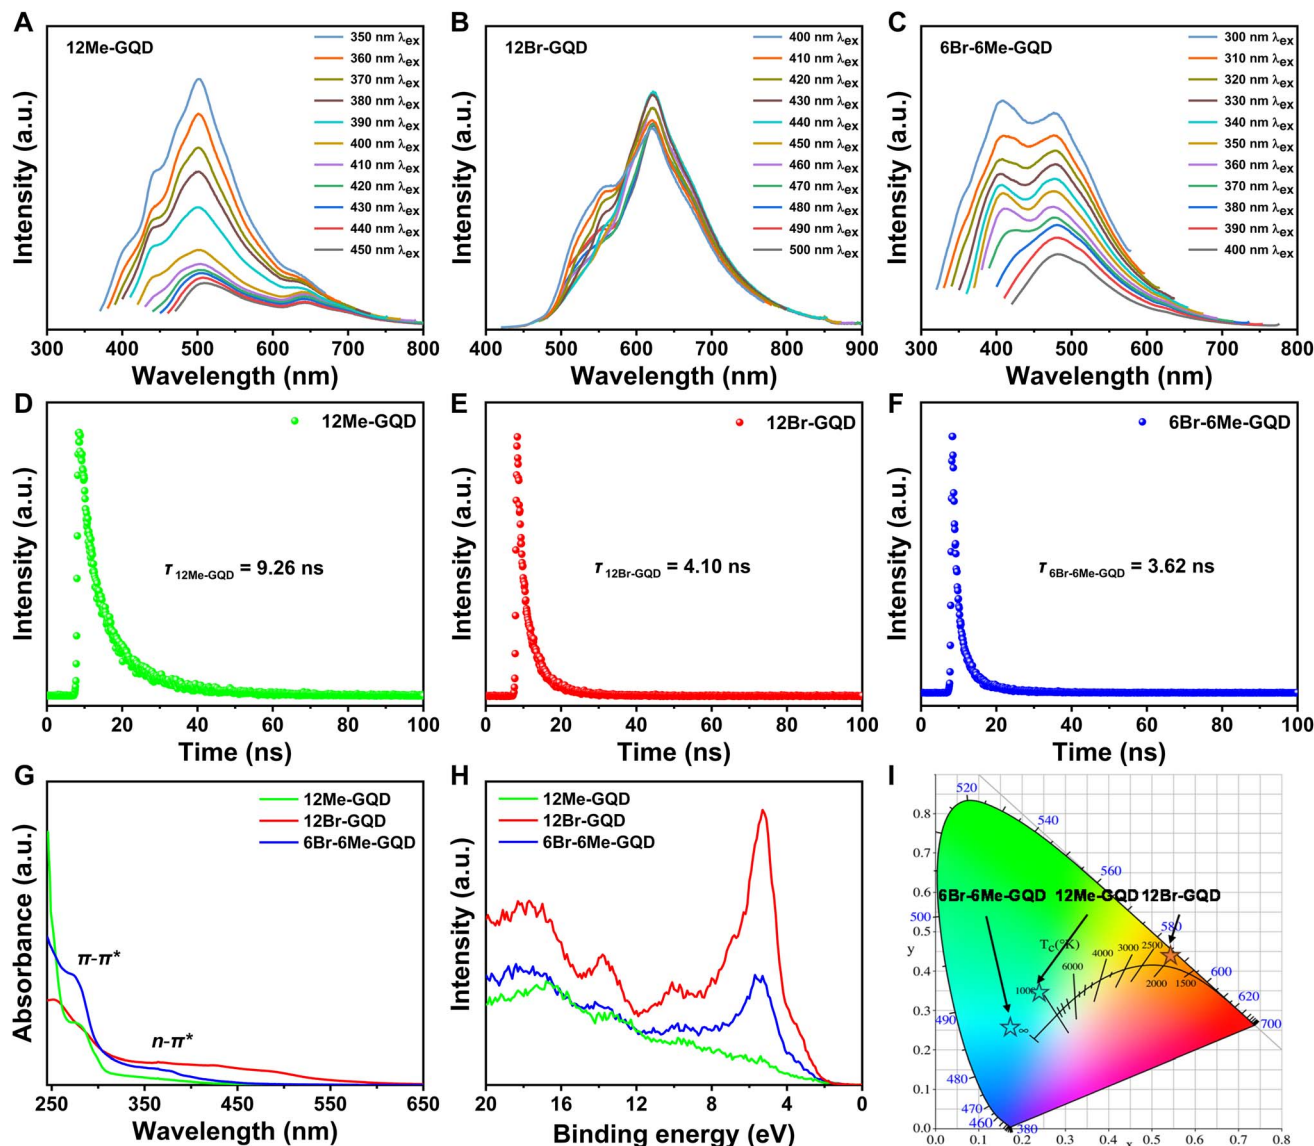 A
12Me-GQD
350 nm λex
360 nm λex
370 nm λex
380 nm λex
390 nm λex
400 nm λex
410 nm λex
420 nm λex
430 nm λex
440 nm λex
450 nm λex
Intensity (a.u.)
300 400 500 600 700 800
Wavelength (nm)
B
12Br-GQD
400 nm λex
410 nm λex
420 nm λex
430 nm λex
440 nm λex
450 nm λex
460 nm λex
470 nm λex
480 nm λex
490 nm λex
500 nm λex
Intensity (a.u.)
400 500 600 700 800 900
Wavelength (nm)
C
6Br-6Me-GQD
300 nm λex
310 nm λex
320 nm λex
330 nm λex
340 nm λex
350 nm λex
360 nm λex
370 nm λex
380 nm λex
390 nm λex
400 nm λex
Intensity (a.u.)
300 400 500 600 700 800
Wavelength (nm)
D
12Me-GQD
τ12Me-GQD = 9.26 ns
Intensity (a.u.)
0 20 40 60 80 100
Time (ns)
E
12Br-GQD
τ12Br-GQD = 4.10 ns
Intensity (a.u.)
0 20 40 60 80 100
Time (ns)
F
6Br-6Me-GQD
τ6Br-6Me-GQD = 3.62 ns
Intensity (a.u.)
0 20 40 60 80 100
Time (ns)
G
12Me-GQD
12Br-GQD
6Br-6Me-GQD
π-π*
n-π*
Absorbance (a.u.)
250 350 450 550 650
Wavelength (nm)
H
12Me-GQD
12Br-GQD
6Br-6Me-GQD
Intensity (a.u.)
20 16 12 8 4 0
Binding energy (eV)
I
520
0.8
540
0.7
560
0.6
6Br-6Me-GQD 12Me-GQD 12Br-GQD
500
580
0.5
y
Tc(°K)
2500
3000
4000
6000
0.4
600
2000
1500
620
0.3
490
700
∞
0.2
480
0.1
470
460
380
0.0
0.0 0.1 0.2 0.3 0.4 0.5 0.6 0.7 0.8
x